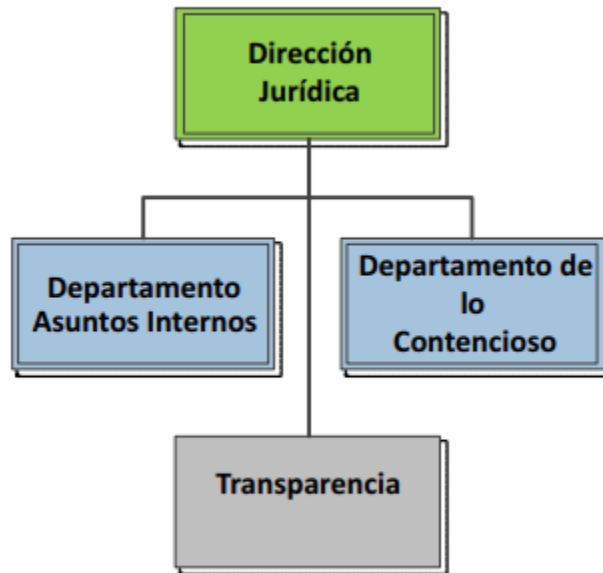 Dirección
Jurídica
Departamento
Asuntos Internos
Departamento de
lo
Contencioso
Transparencia